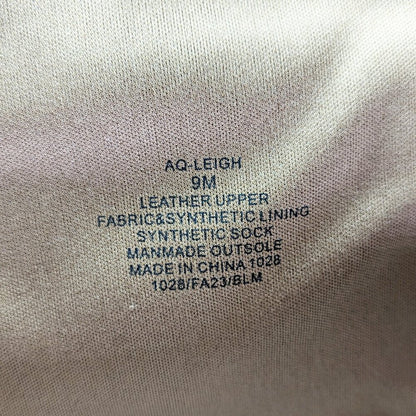 AQ-LEIGH
9M
LEATHER UPPER
FABRIC&SYNTHETIC LINING
SYNTHETIC SOCK
MANMADE OUTSOLE
MADE IN CHINA 1028
1028/FA23/BLM